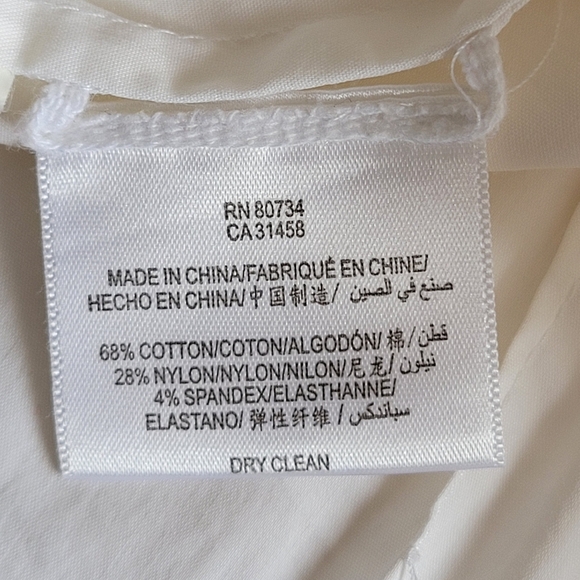 RN 80734
CA 31458
MADE IN CHINA/FABRIQUÉ EN CHINE/
HECHO EN CHINA/中国制造/ صنع في الصين
68% COTTON/COTON/ALGODÓN/棉/قطن
28% NYLON/NYLON/NILON/尼龙/نيلون
4% SPANDEX/ELASTHANNE/
ELASTANO/弹性纤维/سباندكس
DRY CLEAN